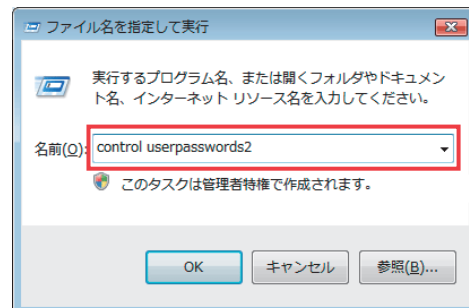 ファイル名を指定して実行
実行するプログラム名、または開くフォルダやドキュメン
ト名、インターネット リソース名を入力してください。
名前(O): control userpasswords2
このタスクは管理者特権で作成されます。
OK キャンセル 参照(B)...